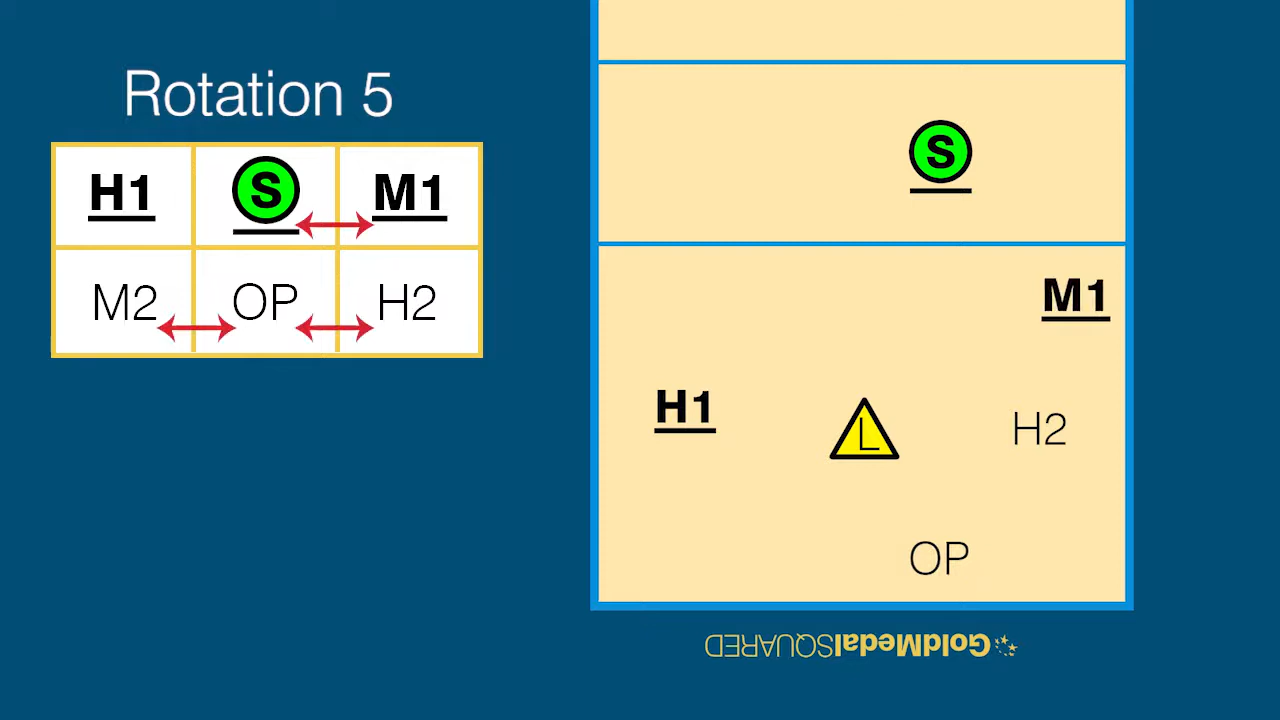 Rotation 5
H1 S M1
M2 OP H2
S
M1
H1 L H2
OP
GoldMedalSQUARED